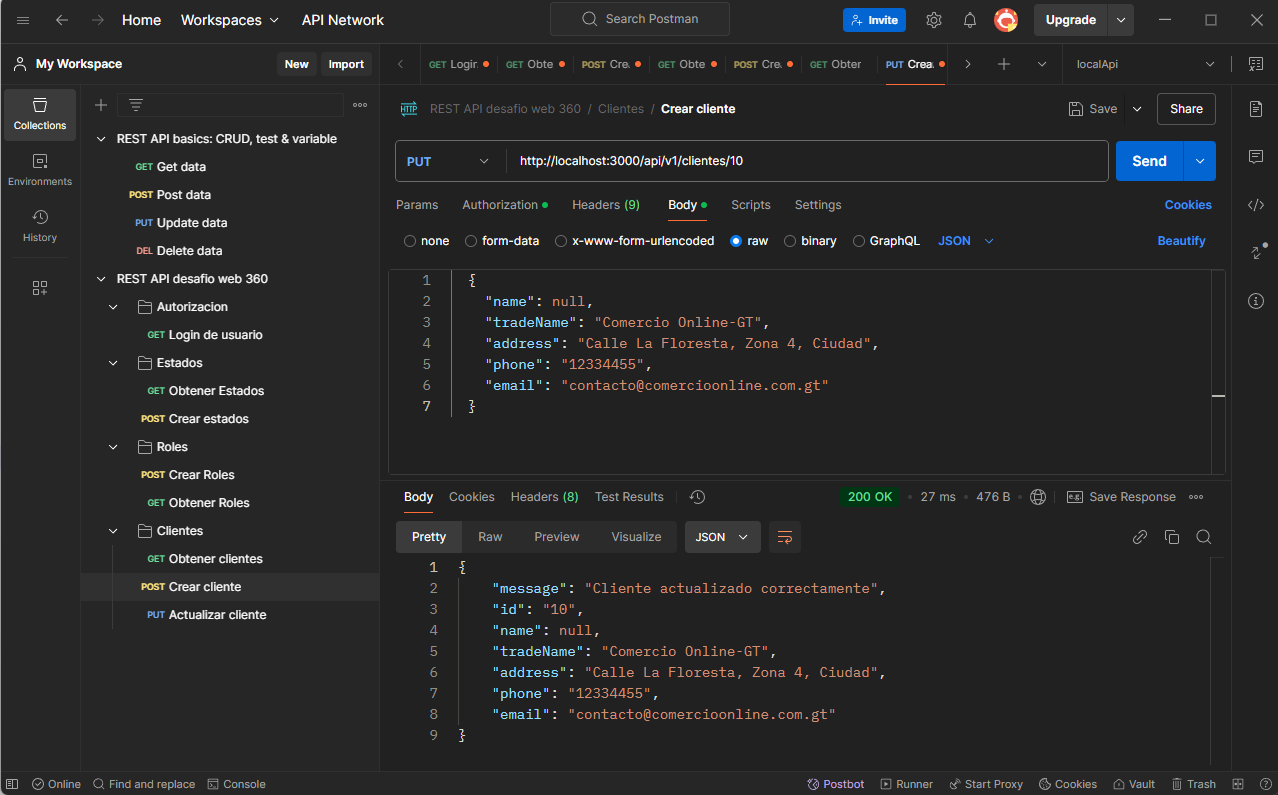 Home Workspaces API Network Search Postman Invite Upgrade
My Workspace New Import GET Login POST Cre GET Obte GET Obte POST Cre GET Obter PUT Crea localApi
Collections
Environments
History
REST API basics: CRUD, test & variable
GET Get data
POST Post data
PUT Update data
DEL Delete data
REST API desafio web 360
Autorizacion
GET Login de usuario
Estados
GET Obtener Estados
POST Crear estados
Roles
POST Crear Roles
GET Obtener Roles
Clientes
GET Obtener clientes
POST Crear cliente
PUT Actualizar cliente
HTTP REST API desafio web 360 / Clientes / Crear cliente Save Share
PUT http://localhost:3000/api/v1/clientes/10 Send
Params Authorization Headers (9) Body Scripts Settings Cookies
none form-data x-www-form-urlencoded raw binary GraphQL JSON Beautify
1 {
2 "name": null,
3 "tradeName": "Comercio Online-GT",
4 "address": "Calle La Floresta, Zona 4, Ciudad",
5 "phone": "12334455",
6 "email": "contacto@comercioonline.com.gt"
7 }
Body Cookies Headers (8) Test Results 200 OK 27 ms 476 B e.g. Save Response
Pretty Raw Preview Visualize JSON
1 {
2 "message": "Cliente actualizado correctamente",
3 "id": "10",
4 "name": null,
5 "tradeName": "Comercio Online-GT",
6 "address": "Calle La Floresta, Zona 4, Ciudad",
7 "phone": "12334455",
8 "email": "contacto@comercioonline.com.gt"
9 }
Online Find and replace Console Postbot Runner Start Proxy Cookies Vault Trash